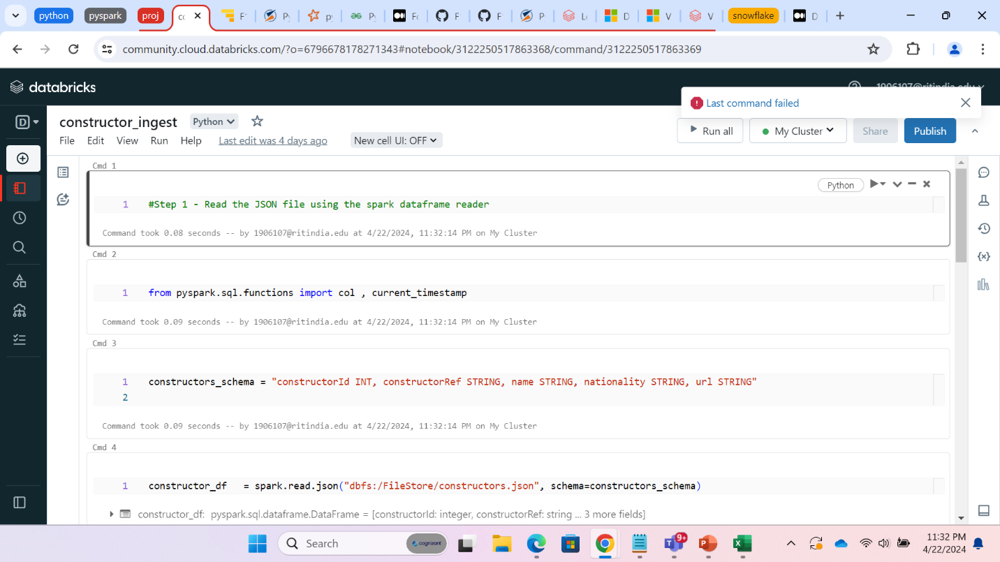 python
pyspark
proj
snowflake
community.cloud.databricks.com/?o=6796678178271343#notebook/3122250517863368/command/3122250517863369
databricks
Last command failed
D
constructor_ingest
Python
File Edit View Run Help
Last edit was 4 days ago
New cell UI: OFF
Run all
My Cluster
Share
Publish
Cmd 1
Python
1 #Step 1 - Read the JSON file using the spark dataframe reader
Command took 0.08 seconds -- by 1906107@ritindia.edu at 4/22/2024, 11:32:14 PM on My Cluster
Cmd 2
1 from pyspark.sql.functions import col , current_timestamp
Command took 0.09 seconds -- by 1906107@ritindia.edu at 4/22/2024, 11:32:14 PM on My Cluster
Cmd 3
1 constructors_schema = "constructorId INT, constructorRef STRING, name STRING, nationality STRING, url STRING"
2
Command took 0.09 seconds -- by 1906107@ritindia.edu at 4/22/2024, 11:32:14 PM on My Cluster
Cmd 4
1 constructor_df   = spark.read.json("dbfs:/FileStore/constructors.json", schema=constructors_schema)
constructor_df: pyspark.sql.dataframe.DataFrame = [constructorId: integer, constructorRef: string ... 3 more fields]
Search
cognizant
9+
11:32 PM
4/22/2024